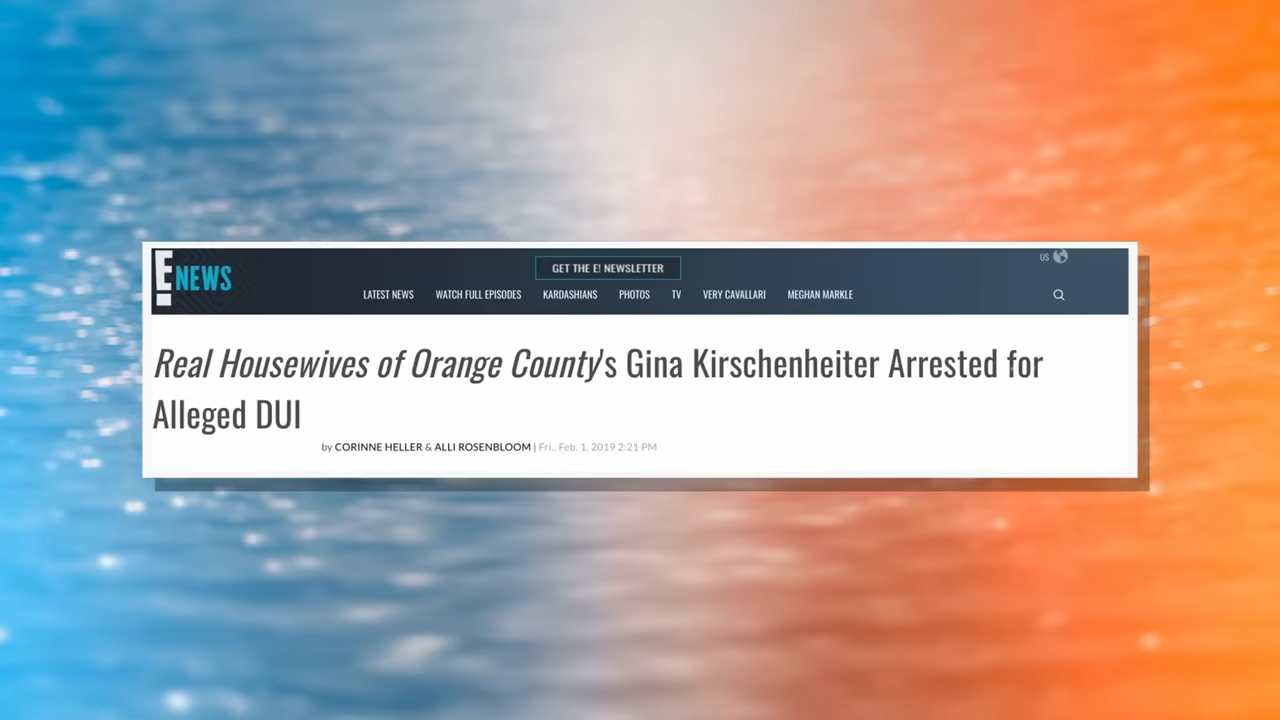 E! NEWS
GET THE E! NEWSLETTER
US
LATEST NEWS WATCH FULL EPISODES KARDASHIANS PHOTOS TV VERY CAVALLARI MEGHAN MARKLE
Real Housewives of Orange County's Gina Kirschenheiter Arrested for
Alleged DUI
by CORINNE HELLER & ALLI ROSENBLOOM | Fri., Feb. 1, 2019 2:21 PM